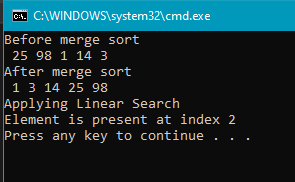 C:\WINDOWS\system32\cmd.exe
Before merge sort
25 98 1 14 3
After merge sort
1 3 14 25 98
Applying Linear Search
Element is present at index 2
Press any key to continue . . .